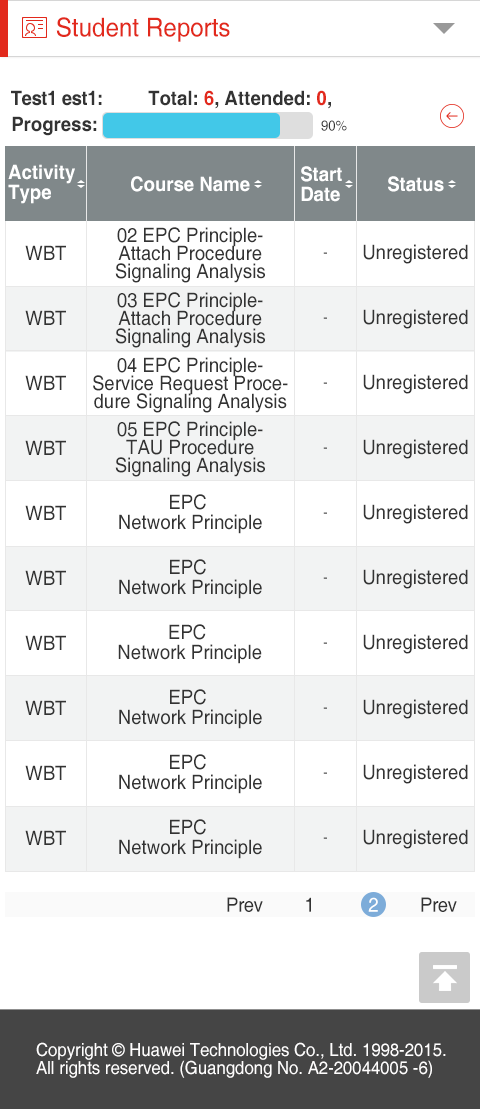 Student Reports
Test1 est1: Total: 6, Attended: 0,
Progress: 90%
Activity Type Course Name Start Date Status
WBT 02 EPC Principle-
Attach Procedure
Signaling Analysis - Unregistered
WBT 03 EPC Principle-
Attach Procedure
Signaling Analysis - Unregistered
WBT 04 EPC Principle-
Service Request Proce-
dure Signaling Analysis - Unregistered
WBT 05 EPC Principle-
TAU Procedure
Signaling Analysis - Unregistered
WBT EPC
Network Principle - Unregistered
WBT EPC
Network Principle - Unregistered
WBT EPC
Network Principle - Unregistered
WBT EPC
Network Principle - Unregistered
WBT EPC
Network Principle - Unregistered
WBT EPC
Network Principle - Unregistered
Prev 1 2 Prev
Copyright © Huawei Technologies Co., Ltd. 1998-2015.
All rights reserved. (Guangdong No. A2-20044005 -6)